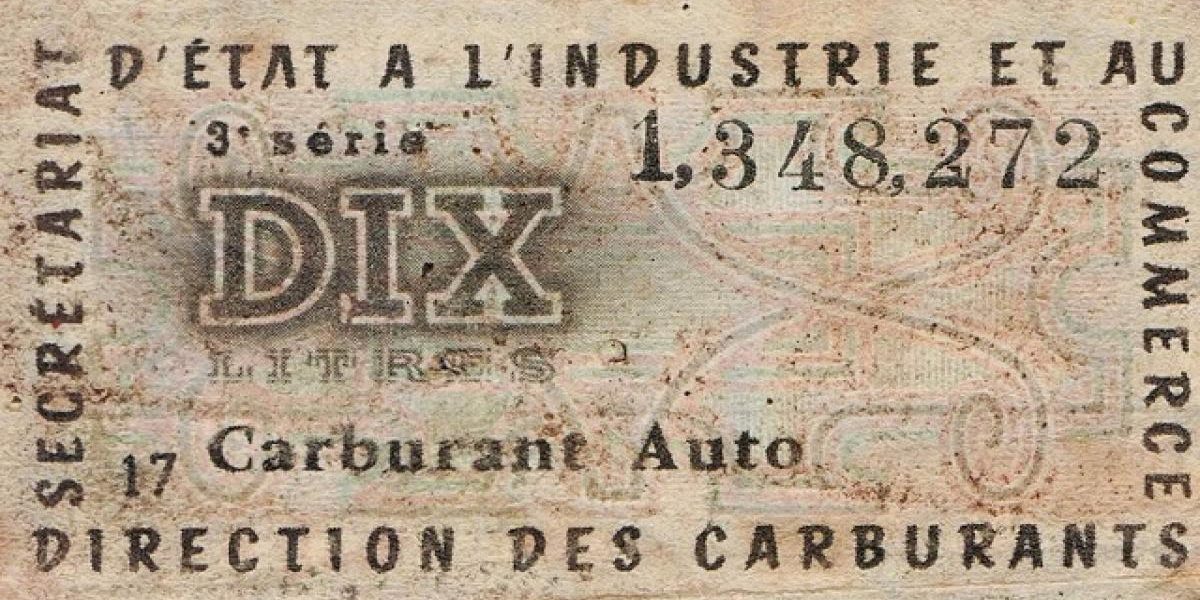 SECRÉTARIAT
D'ÉTAT A L'INDUSTRIE ET AU
COMMERCE
3e série
1,348,272
DIX
LITRES
17
Carburant Auto
DIRECTION DES CARBURANTS